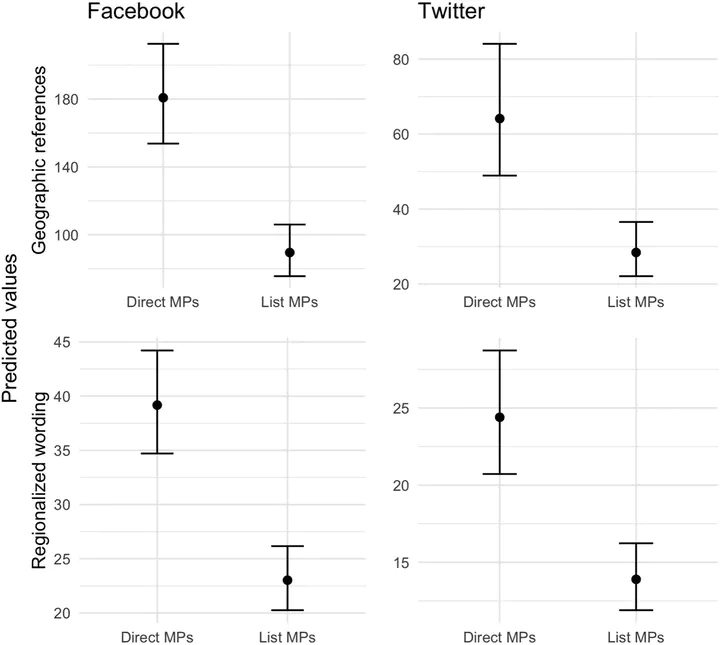 Facebook
Twitter
Predicted values
Geographic references
180
140
100
Direct MPs
List MPs
80
60
40
20
Direct MPs
List MPs
Regionalized wording
45
40
35
30
25
20
Direct MPs
List MPs
25
20
15
Direct MPs
List MPs